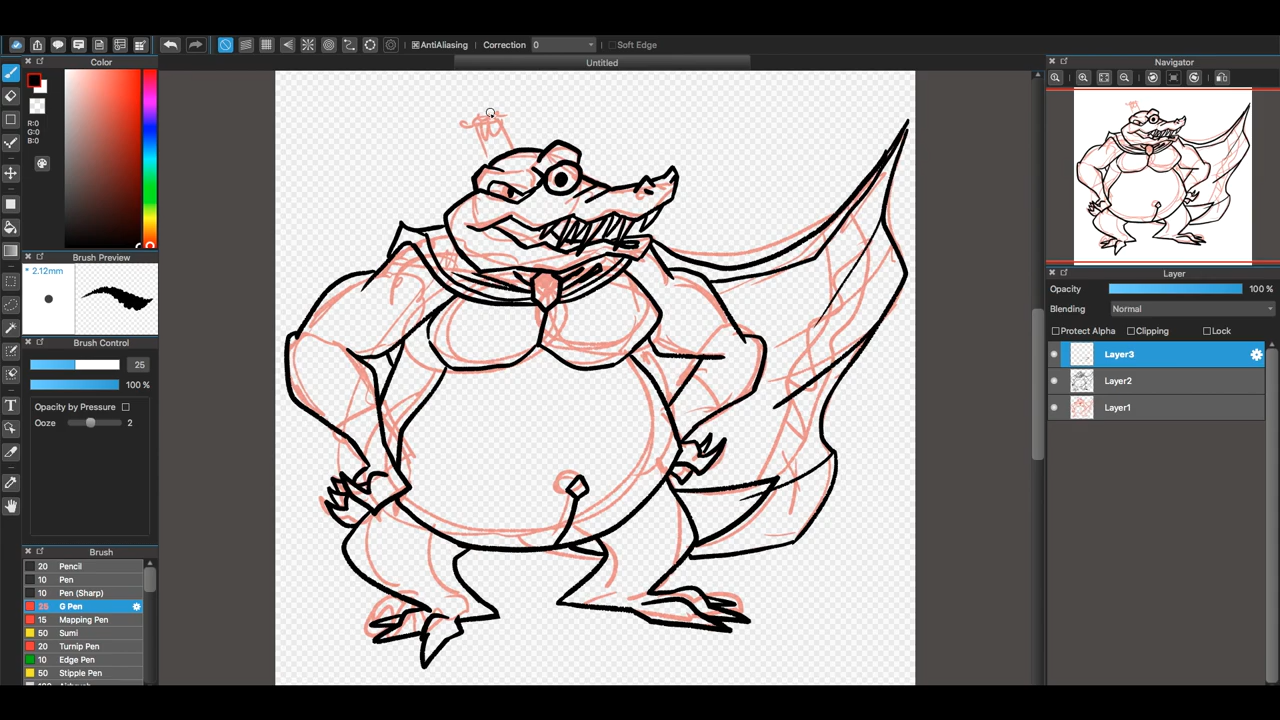 AntiAliasing Correction 0 Soft Edge
Color
Untitled
Navigator
R:0
G:0
B:0
Brush Preview
* 2.12mm
Layer
Opacity 100 %
Blending Normal
Protect Alpha Clipping Lock
Layer3
Layer2
Layer1
Brush Control
25
100 %
Opacity by Pressure
Ooze 2
T
Brush
20 Pencil
10 Pen
10 Pen (Sharp)
25 G Pen
15 Mapping Pen
50 Sumi
20 Turnip Pen
10 Edge Pen
50 Stipple Pen